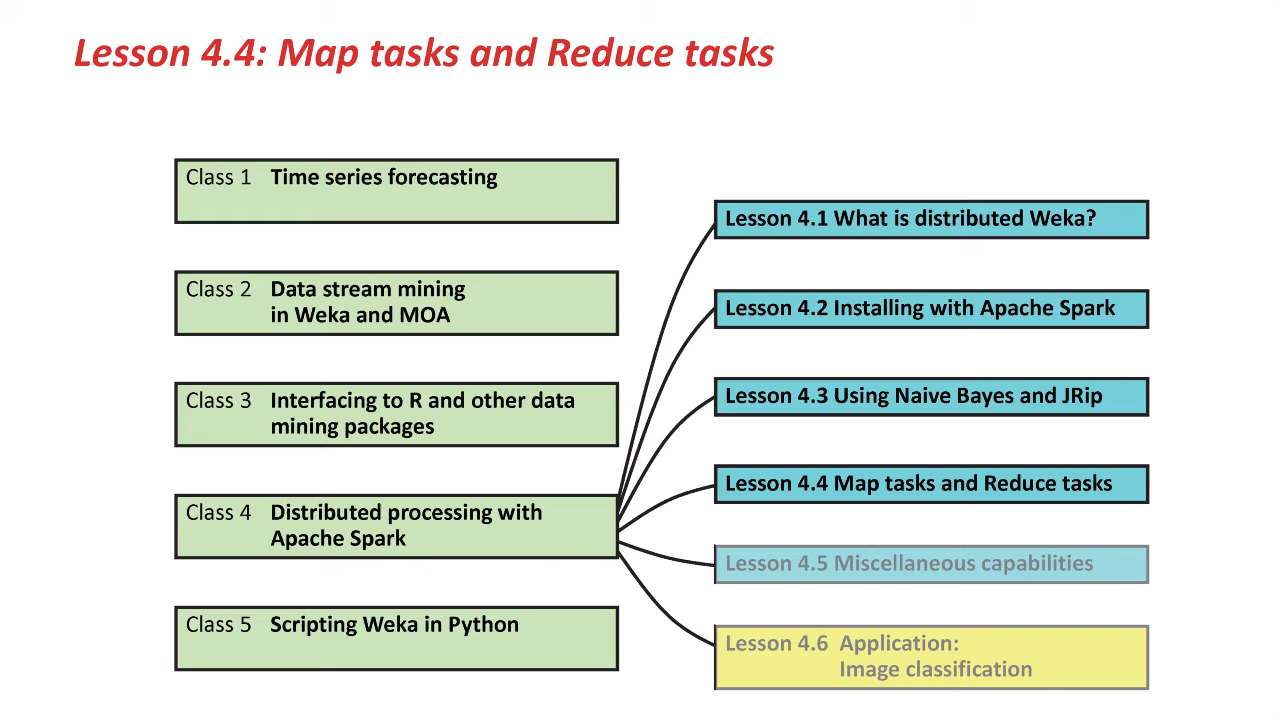 Lesson 4.4: Map tasks and Reduce tasks
Class 1 Time series forecasting
Class 2 Data stream mining
in Weka and MOA
Class 3 Interfacing to R and other data
mining packages
Class 4 Distributed processing with
Apache Spark
Class 5 Scripting Weka in Python
Lesson 4.1 What is distributed Weka?
Lesson 4.2 Installing with Apache Spark
Lesson 4.3 Using Naive Bayes and JRip
Lesson 4.4 Map tasks and Reduce tasks
Lesson 4.5 Miscellaneous capabilities
Lesson 4.6 Application:
Image classification